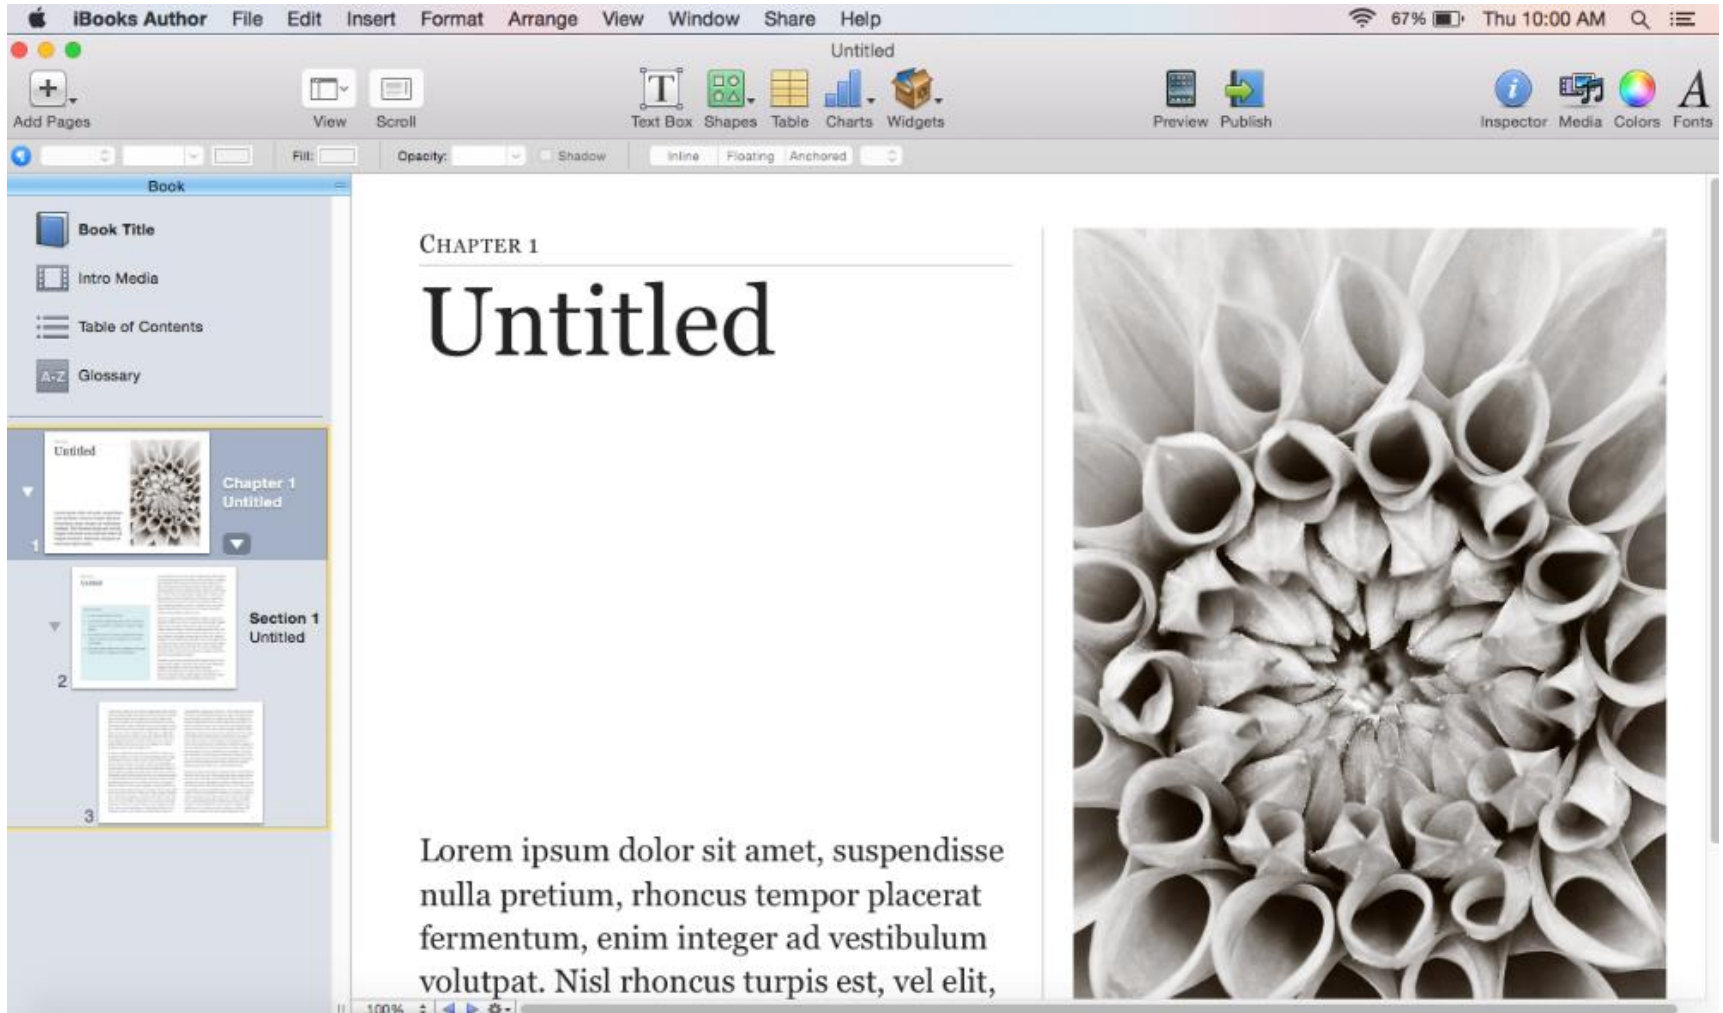 iBooks Author File Edit Insert Format Arrange View Window Share Help 67% Thu 10:00 AM
Untitled
Add Pages View Scroll Text Box Shapes Table Charts Widgets Preview Publish Inspector Media Colors Fonts
Fill: Opacity: Shadow Inline Floating Anchored
Book
Book Title
Intro Media
Table of Contents
A-Z Glossary
Untitled
Chapter 1
Untitled
1
Section 1
Untitled
2
3
CHAPTER 1
Untitled
Lorem ipsum dolor sit amet, suspendisse
nulla pretium, rhoncus tempor placerat
fermentum, enim integer ad vestibulum
volutpat. Nisl rhoncus turpis est, vel elit,
100%